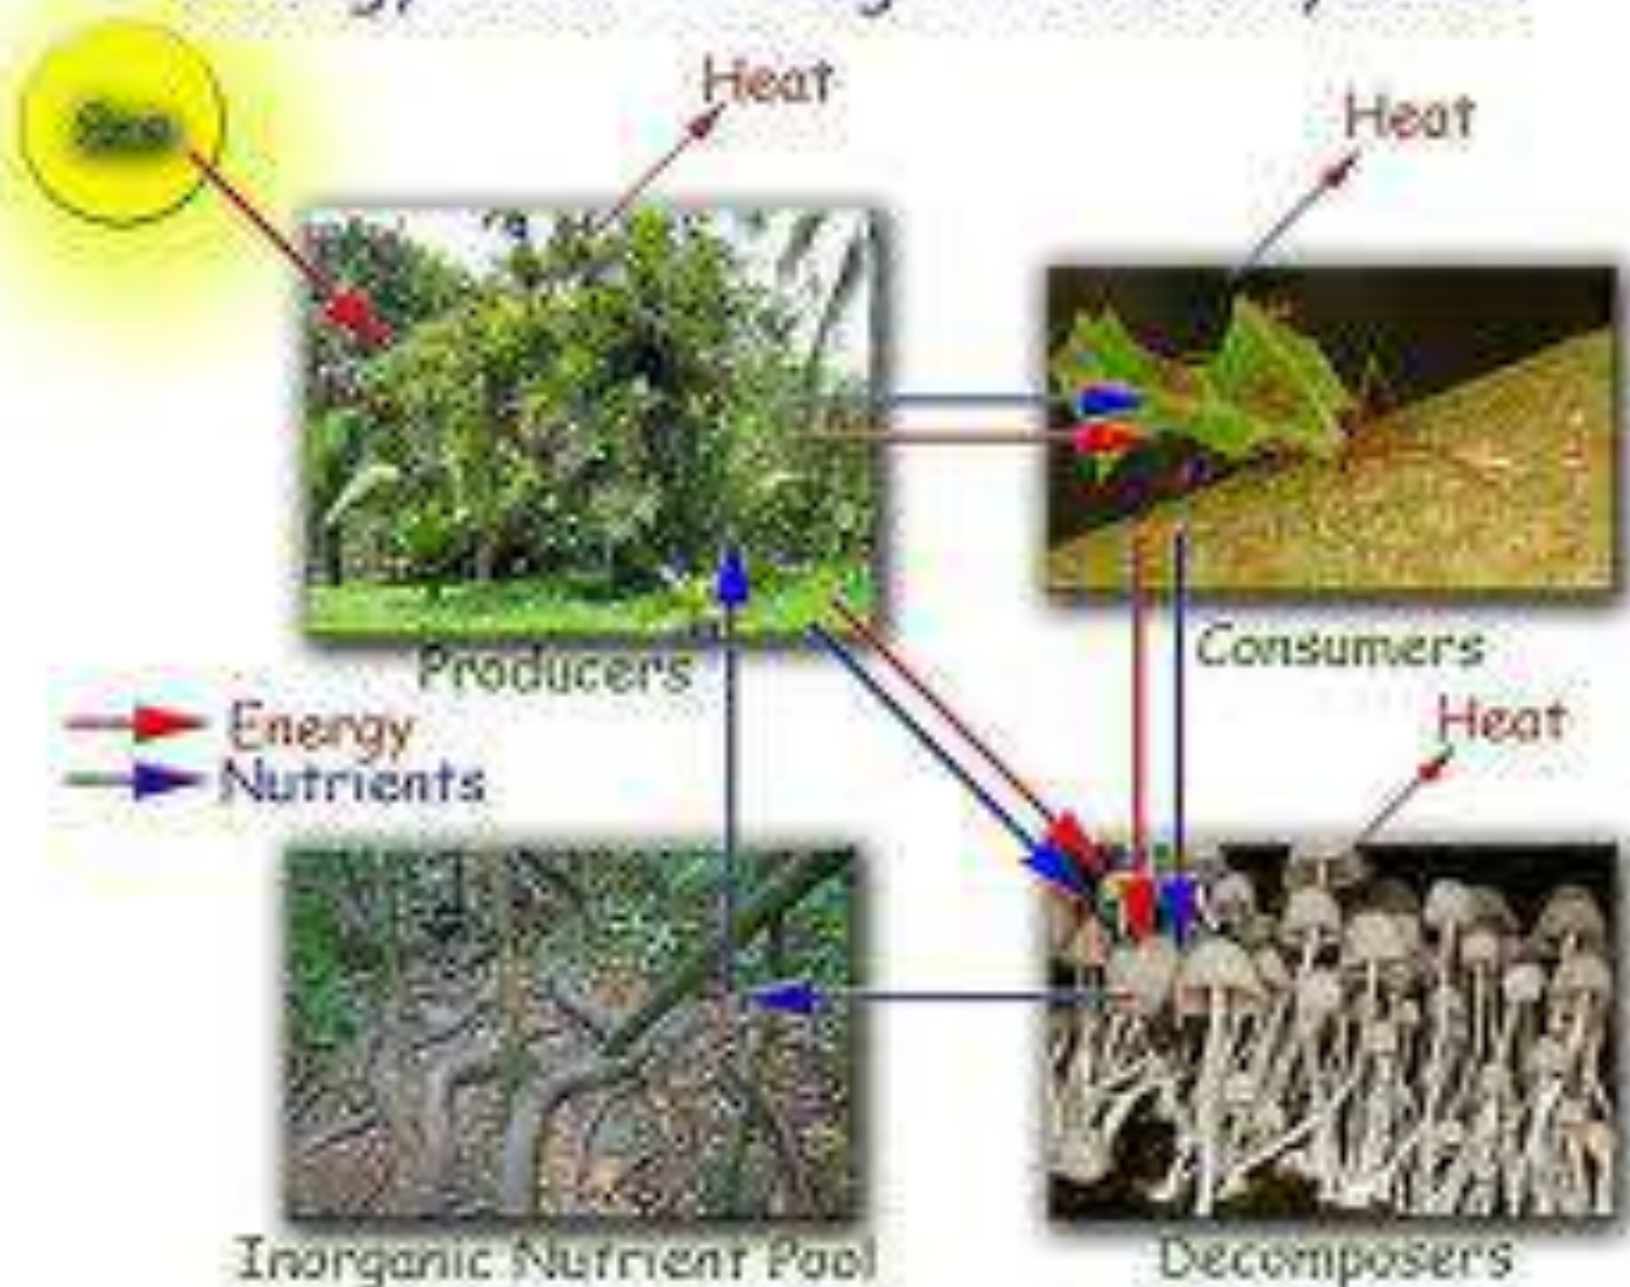 Sun
Heat
Heat
Producers
Consumers
Energy
Nutrients
Heat
Inorganic Nutrient Pool
Decomposers